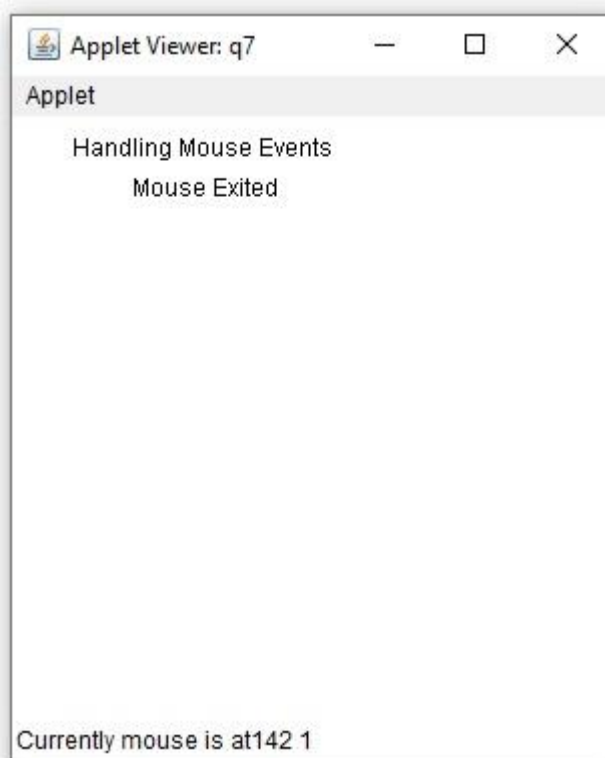 Applet Viewer: q7
Applet
Handling Mouse Events
Mouse Exited
Currently mouse is at142 1